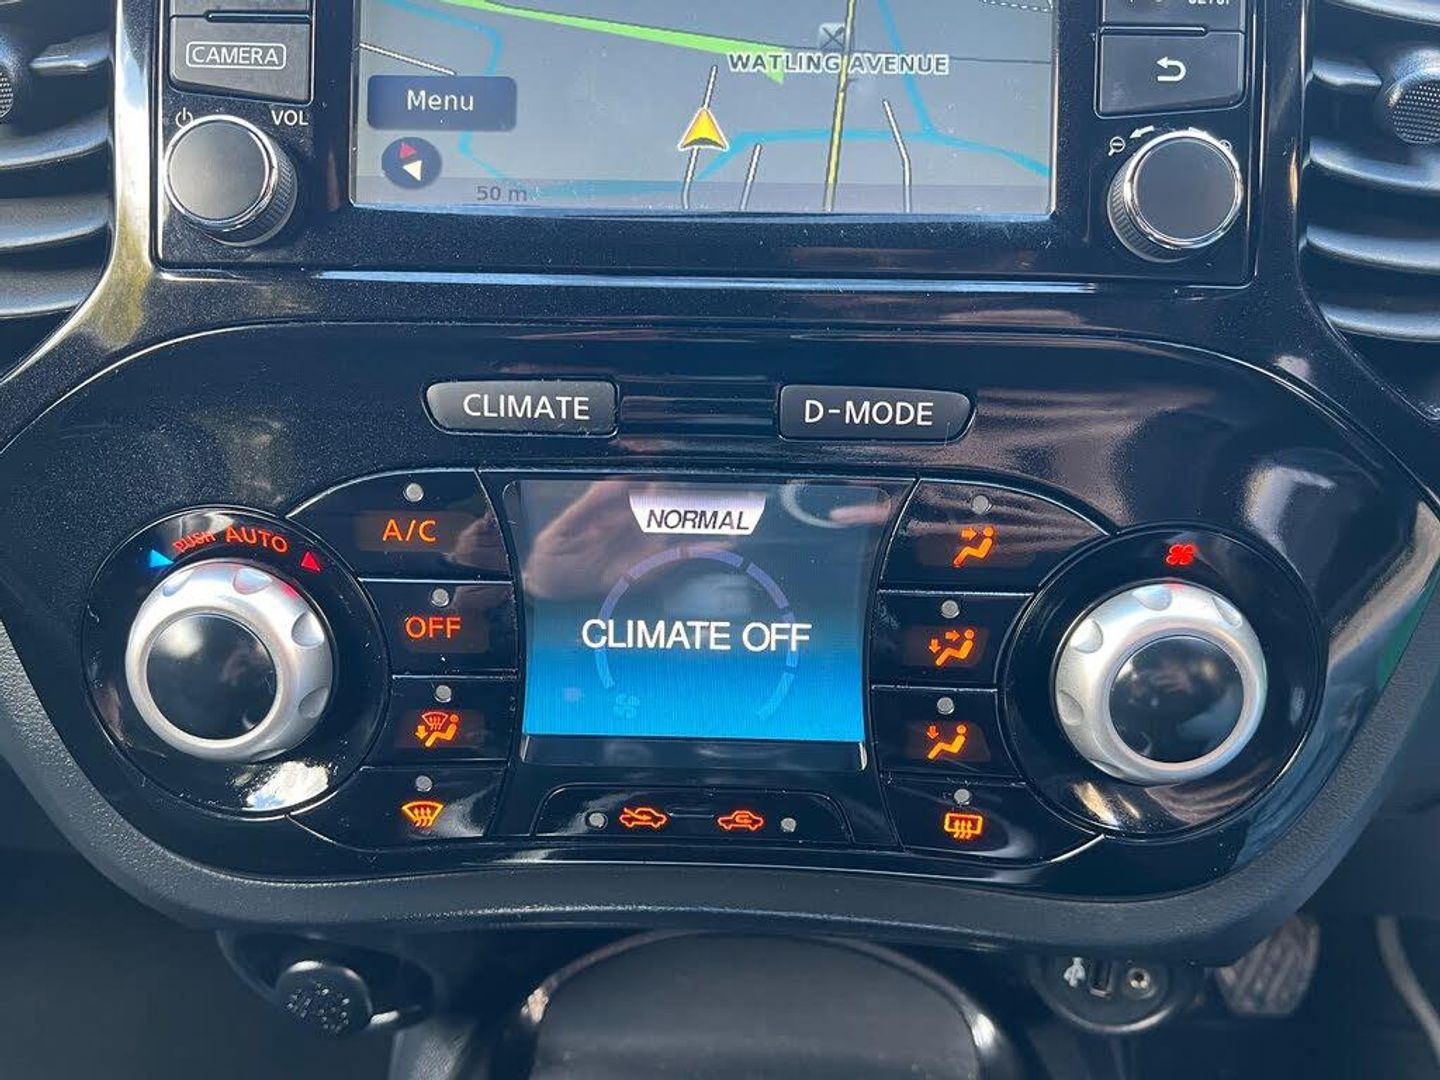 CAMERA
VOL
WATLING AVENUE
Menu
50 m
CLIMATE
D-MODE
PUSH AUTO
A/C
NORMAL
OFF
CLIMATE OFF